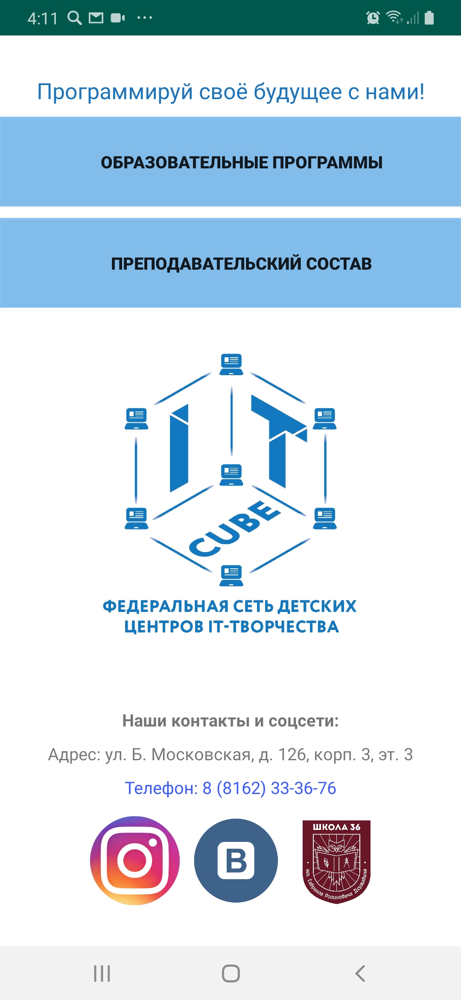 4:11
Программируй своё будущее с нами!
ОБРАЗОВАТЕЛЬНЫЕ ПРОГРАММЫ
ПРЕПОДАВАТЕЛЬСКИЙ СОСТАВ
IT
CUBE
ФЕДЕРАЛЬНАЯ СЕТЬ ДЕТСКИХ
ЦЕНТРОВ IT-ТВОРЧЕСТВА
Наши контакты и соцсети:
Адрес: ул. Б. Московская, д. 126, корп. 3, эт. 3
Телефон: 8 (8162) 33-36-76
B
ШКОЛА 36
им. Гавриила Романовича Державина